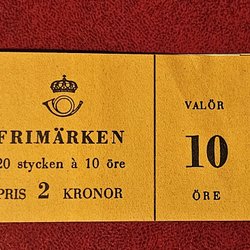 FRIMÄRKEN
20 stycken à 10 öre
PRIS 2 KRONOR
VALÖR
10
ÖRE